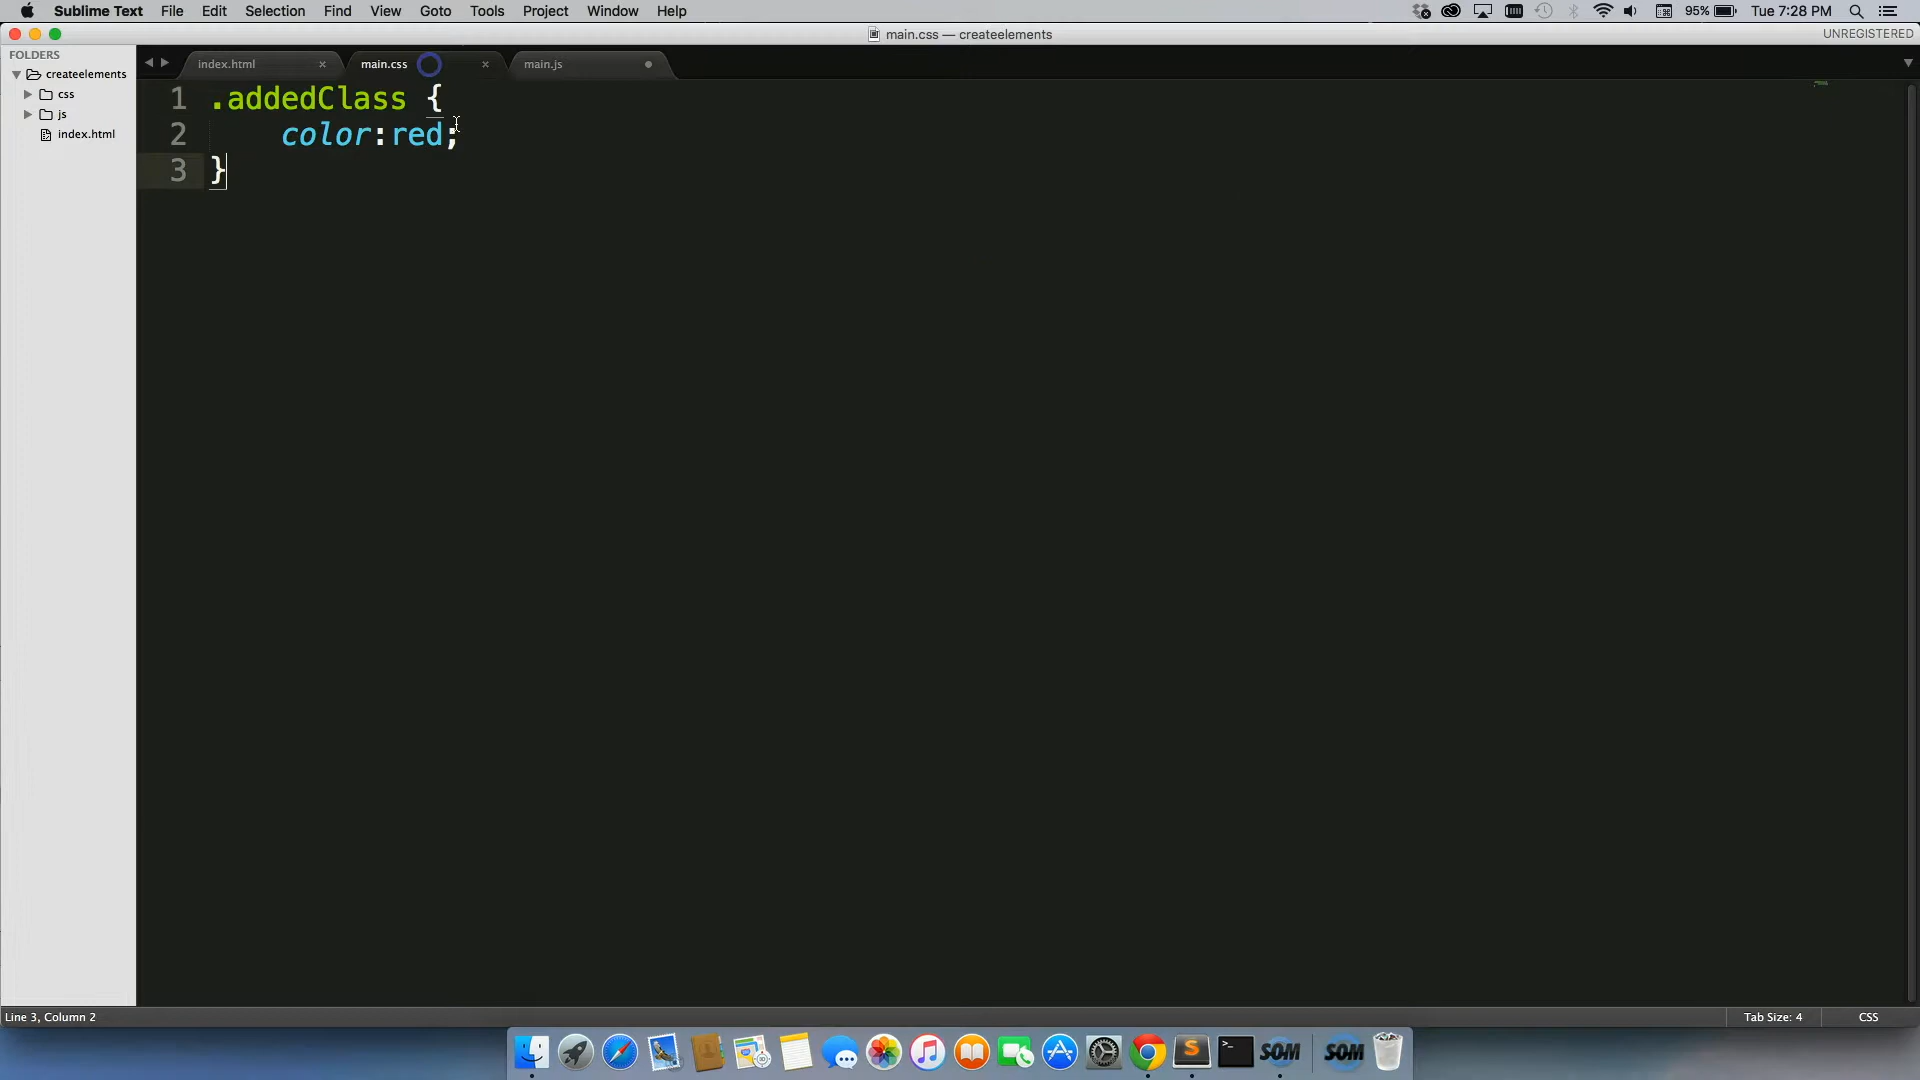 Sublime Text File Edit Selection Find View Goto Tools Project Window Help 95% Tue 7:28 PM
main.css — createelements UNREGISTERED
FOLDERS
createelements
css
js
index.html
index.html main.css main.js
1 .addedClass {
2 color:red;
3 }
Line 3, Column 2 Tab Size: 4 CSS
SOM SOM